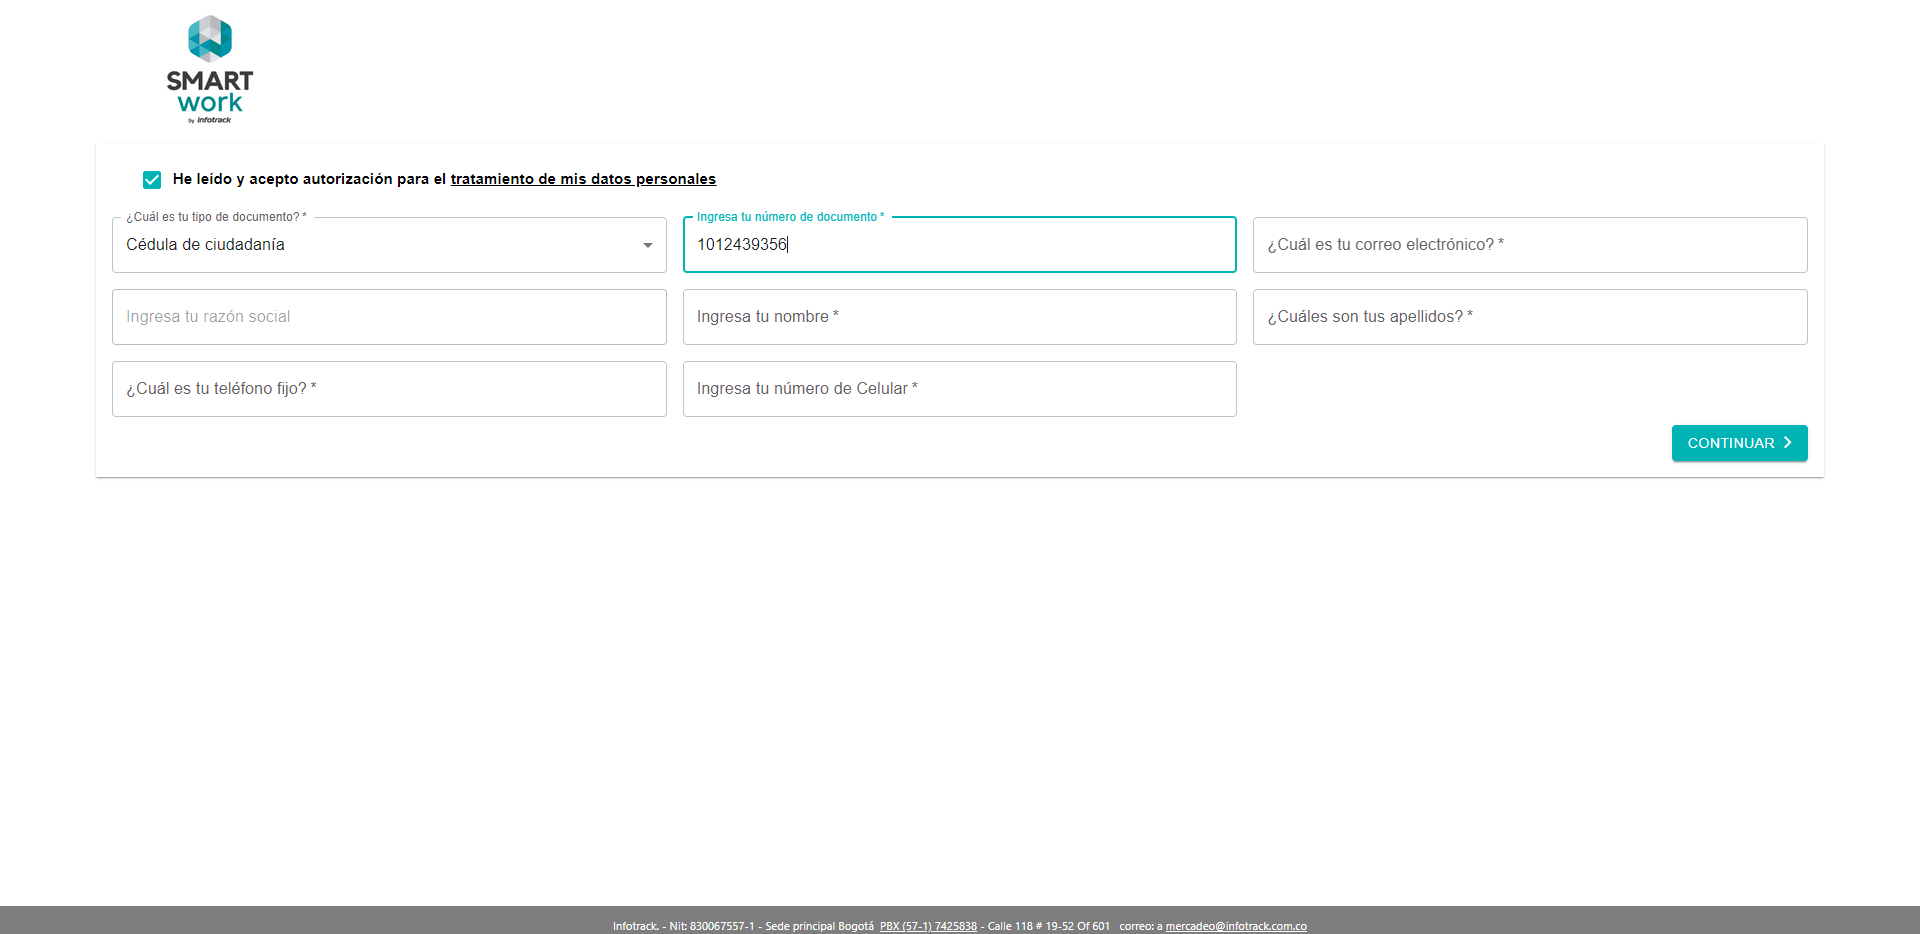 SMART
work
by infotrack
He leído y acepto autorización para el tratamiento de mis datos personales
¿Cuál es tu tipo de documento? *
Cédula de ciudadanía
Ingresa tu número de documento *
1012439356
¿Cuál es tu correo electrónico? *
Ingresa tu razón social
Ingresa tu nombre *
¿Cuáles son tus apellidos? *
¿Cuál es tu teléfono fijo? *
Ingresa tu número de Celular *
CONTINUAR
Infotrack. - Nit: 830067557-1 - Sede principal Bogotá PBX (57-1) 7425838 - Calle 118 # 19-52 Of 601 correo: a mercadeo@infotrack.com.co